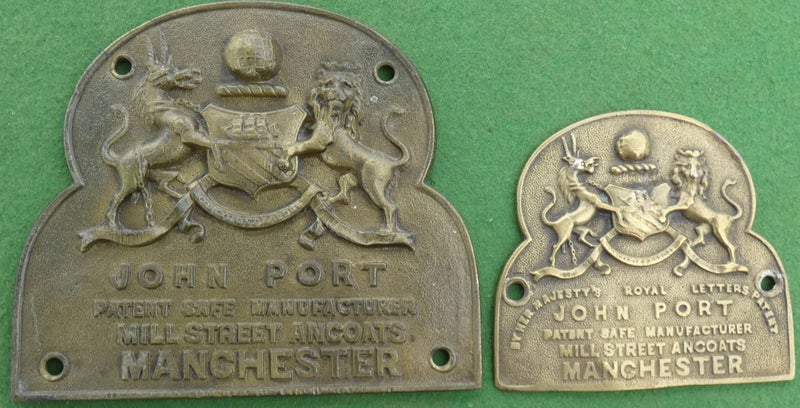 JOHN PORT
PATENT SAFE MANUFACTURER
MILL STREET ANCOATS.
MANCHESTER
BY HER MAJESTY'S ROYAL LETTERS PATENT.
JOHN PORT
PATENT SAFE MANUFACTURER
MILL STREET ANCOATS
MANCHESTER